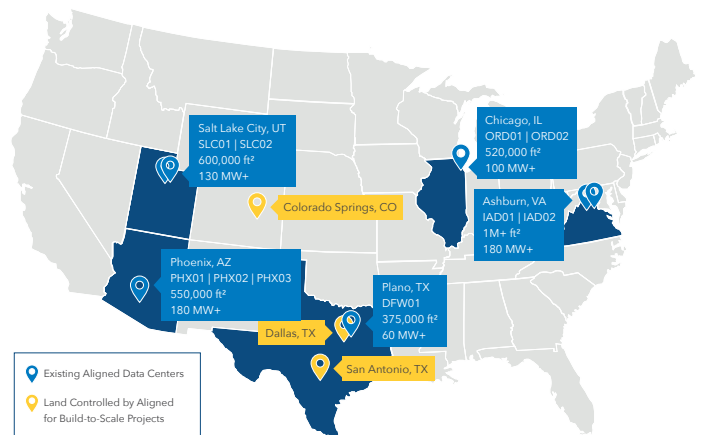 Salt Lake City, UT
SLC01 | SLC02
600,000 ft²
130 MW+
Chicago, IL
ORD01 | ORD02
520,000 ft²
100 MW+
Colorado Springs, CO
Ashburn, VA
IAD01 | IAD02
1M+ ft²
180 MW+
Phoenix, AZ
PHX01 | PHX02 | PHX03
550,000 ft²
180 MW+
Plano, TX
DFW01
375,000 ft²
60 MW+
Dallas, TX
San Antonio, TX
Existing Aligned Data Centers
Land Controlled by Aligned
for Build-to-Scale Projects